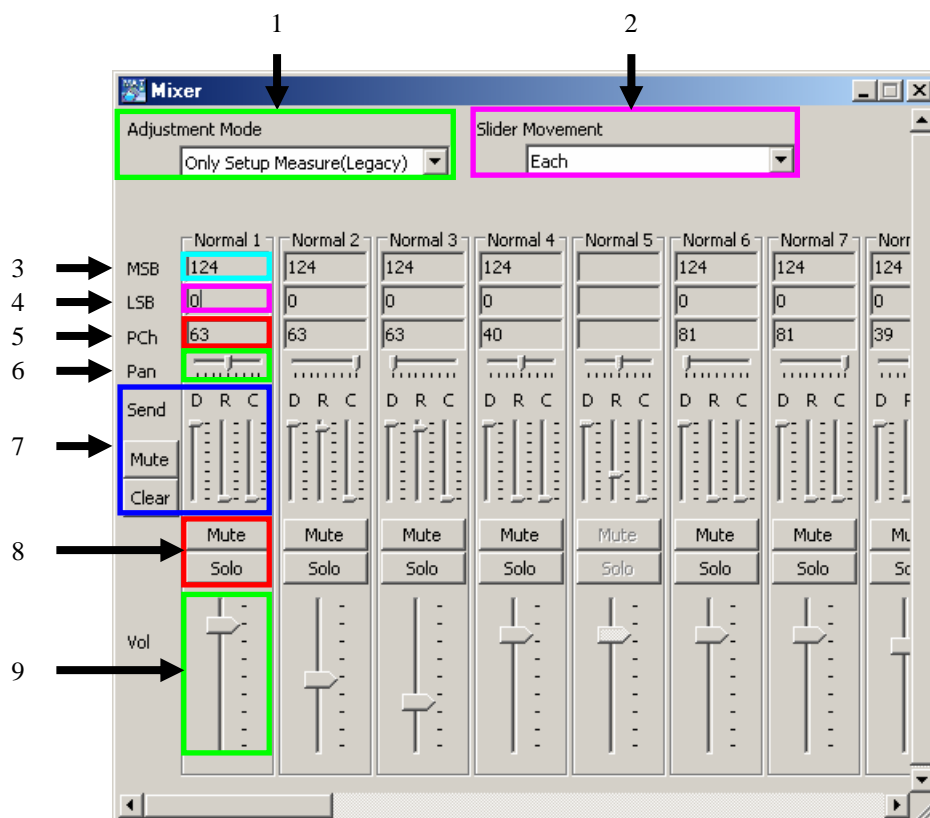 1 2
Mixer
Adjustment Mode Slider Movement
Only Setup Measure(Legacy) Each
Normal 1 Normal 2 Normal 3 Normal 4 Normal 5 Normal 6 Normal 7 Norr
3 MSB 124 124 124 124 124 124 124
4 LSB 0 0 0 0 0 0 0
5 PCh 63 63 63 40 81 81 39
6 Pan
Send D R C D R C D R C D R C D R C D R C D R C D
7
Mute
Clear
Mute Mute Mute Mute Mute Mute Mute Mu
8
Solo Solo Solo Solo Solo Solo Solo So
Vol
9